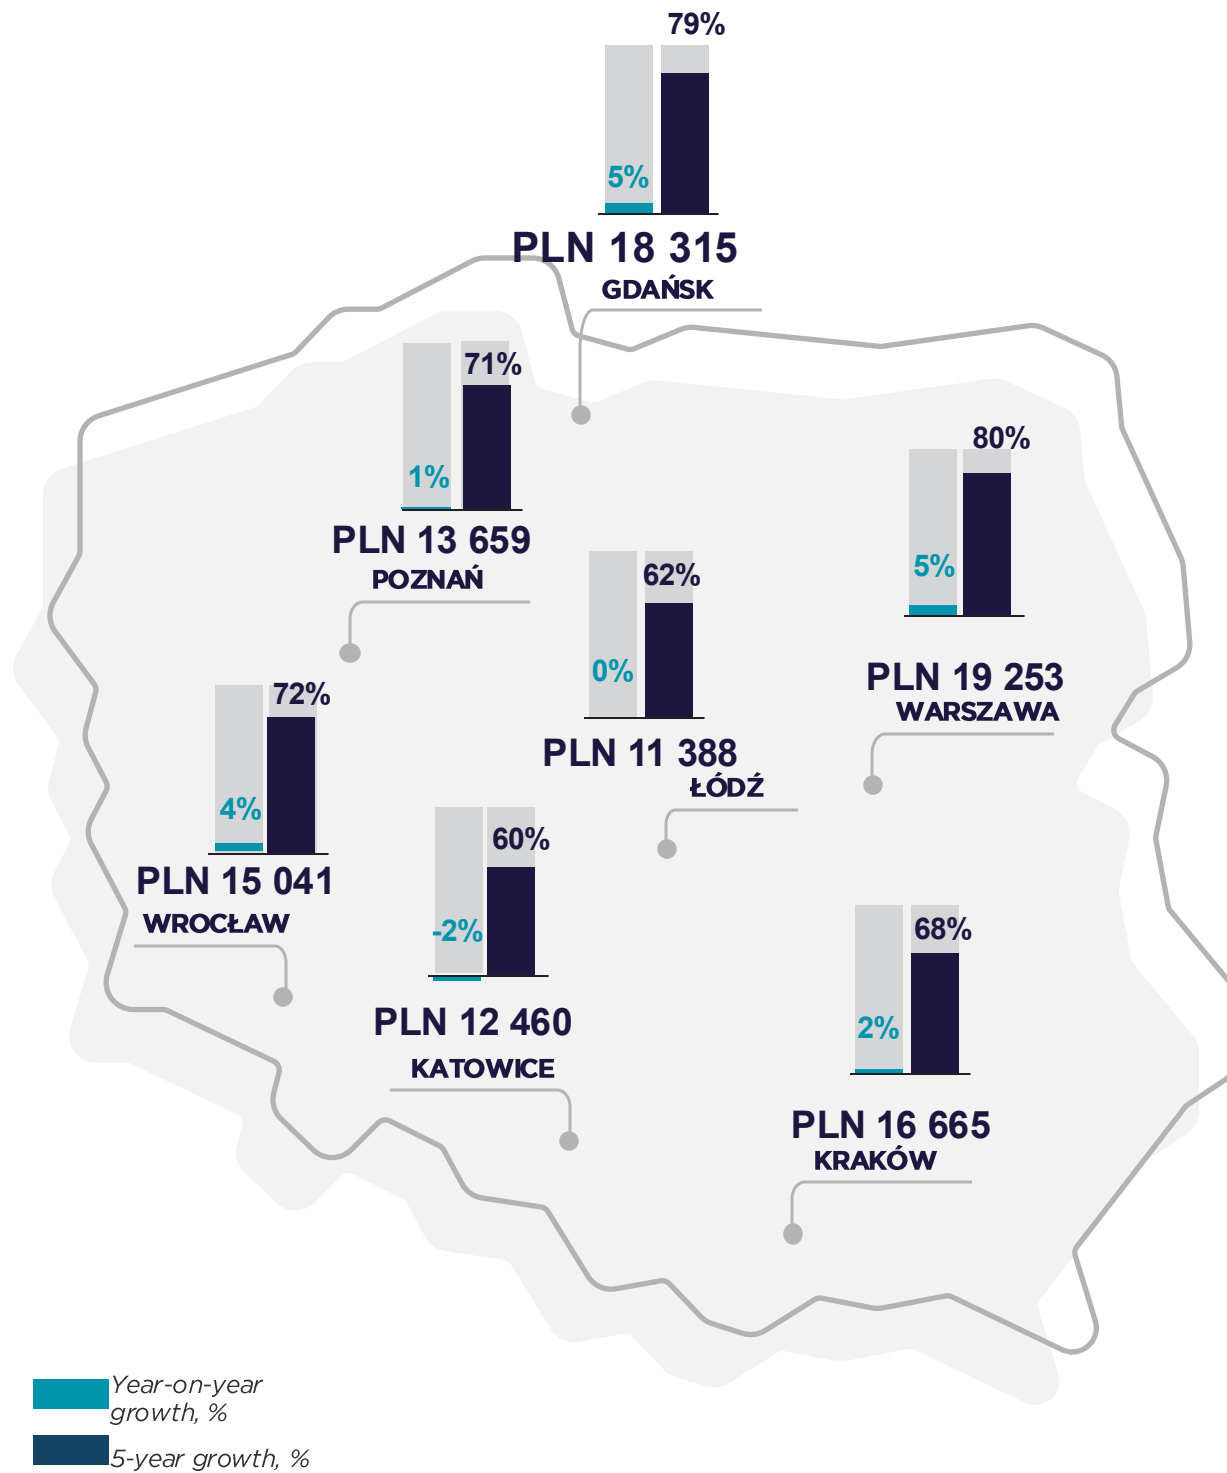 79%
5%
PLN 18 315
GDAŃSK
71%
1%
PLN 13 659
POZNAŃ
80%
5%
PLN 19 253
WARSZAWA
62%
0%
PLN 11 388
ŁÓDŹ
72%
4%
PLN 15 041
WROCŁAW
60%
-2%
PLN 12 460
KATOWICE
68%
2%
PLN 16 665
KRAKÓW
Year-on-year
growth, %
5-year growth, %